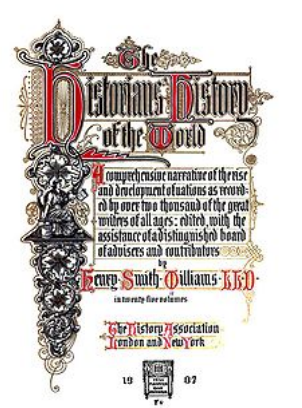 The
Historians' History
of the World
A comprehensive narrative of the rise
and development of nations as record-
ed by over two thousand of the great
writers of all ages: edited, with the
assistance of a distinguished board
of advisers and contributors
by
Henry Smith Williams, LL.D.
in twenty five volumes
The History Association
London and New York
1907